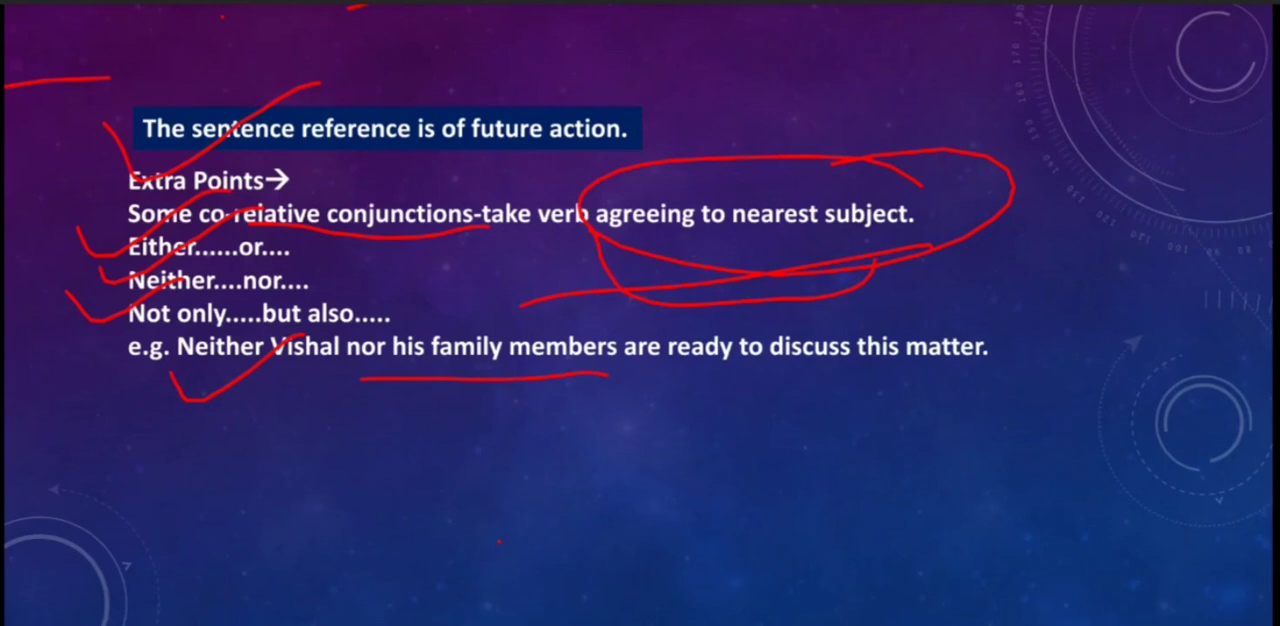 The sentence reference is of future action.
Extra Points→
Some co-relative conjunctions-take verb agreeing to nearest subject.
Either......or....
Neither....nor....
Not only.....but also.....
e.g. Neither Vishal nor his family members are ready to discuss this matter.